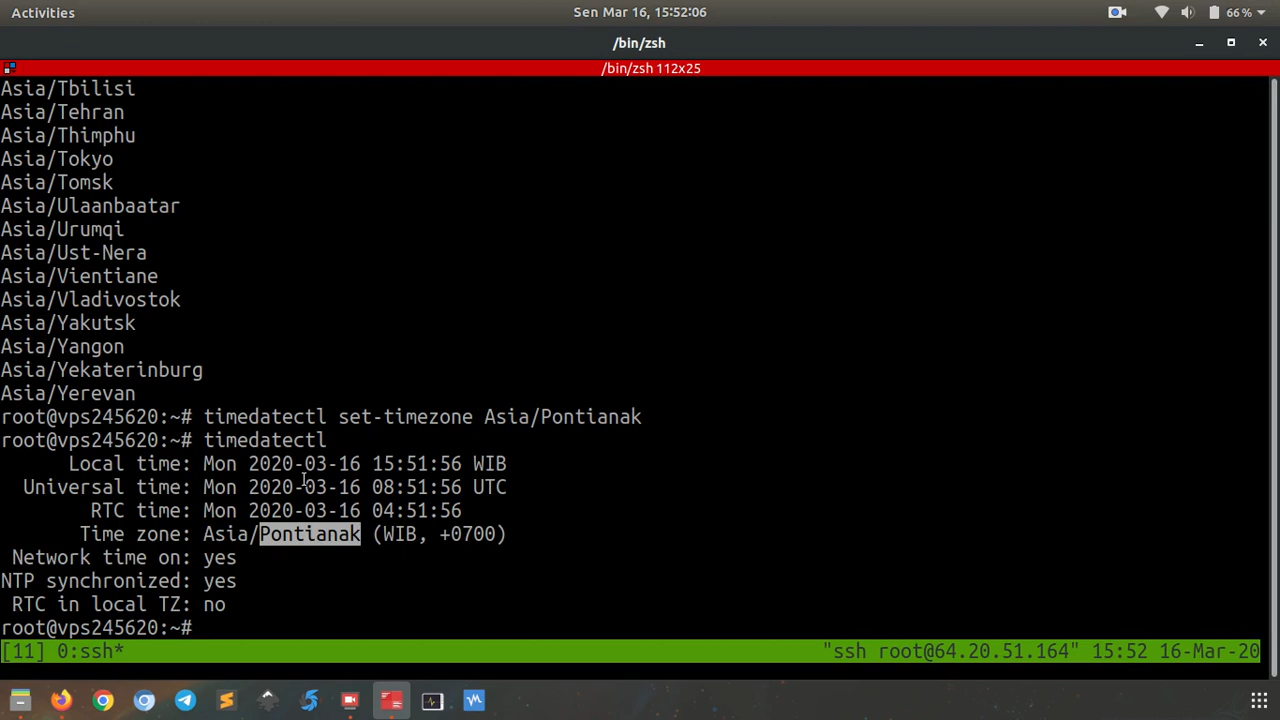 Activities
Sen Mar 16, 15:52:06
66 %
/bin/zsh
/bin/zsh 112x25
Asia/Tbilisi
Asia/Tehran
Asia/Thimphu
Asia/Tokyo
Asia/Tomsk
Asia/Ulaanbaatar
Asia/Urumqi
Asia/Ust-Nera
Asia/Vientiane
Asia/Vladivostok
Asia/Yakutsk
Asia/Yangon
Asia/Yekaterinburg
Asia/Yerevan
root@vps245620:~# timedatectl set-timezone Asia/Pontianak
root@vps245620:~# timedatectl
Local time: Mon 2020-03-16 15:51:56 WIB
Universal time: Mon 2020-03-16 08:51:56 UTC
RTC time: Mon 2020-03-16 04:51:56
Time zone: Asia/Pontianak (WIB, +0700)
Network time on: yes
NTP synchronized: yes
RTC in local TZ: no
root@vps245620:~#
[11] 0:ssh* "ssh root@64.20.51.164" 15:52 16-Mar-20